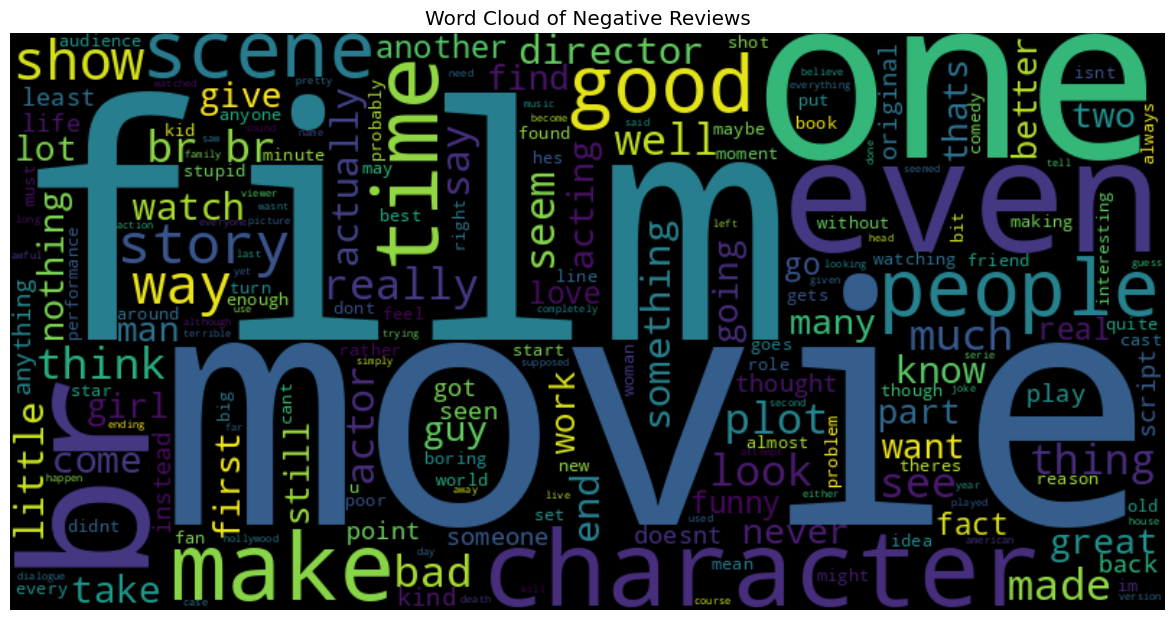 Word Cloud of Negative Reviews
audience
watched
pretty
another
director
shot
believe
everything
isnt
show
scene
need
find
good
one
original
thats
better
least
give
time
music
become
put
book
comedy
two
always
life
kid
anyone
probably
said
found
well
maybe
done
lot
br br
saw
name
sound
minute
actually
say
hes
moment
tell
must
family
stupid
may
seem
acting
film
even
seemed
long
nothing
watch
viewer
wasnt
best
right
left
without
making
action
everyone
picture
story
head
bit
interesting
awful
performance
yet
last
really
line
something
going
go
looking
watching
friend
guess
way
turn
enough
use
dont
feel
love
gets
given
people
anything
around
man
although
terrible
trying
completely
many
much
real
quite
cast
think
rather
simply
start
supposed
woman
goes
role
thought
know
serie
though
joke
script
star
girl
ending
big
far
cant
actor
got
seen
guy
work
plot
second
almost
problem
part
play
little
br
come
instead
first
still
movie
boring
world
away
new
look
attempt
want
theres
thing
reason
happen
u
poor
live
set
end
used
funny
either
see
year
played
old
house
didnt
fan
hollywood
point
someone
doesnt
never
idea
fact
american
great
back
dialogue
every
take
case
make
day
kind
bad
death
character
kill
mean
course
might
made
im
version